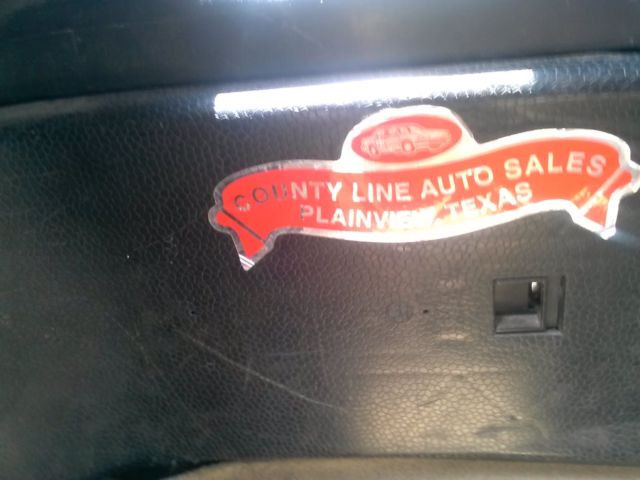 COUNTY LINE AUTO SALES
PLAINVIEW, TEXAS